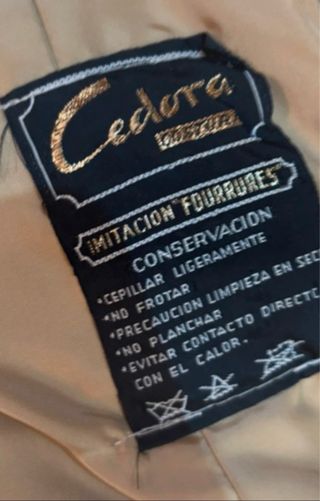 Cedora
IMITACION "FOURRURES"
CONSERVACION
•CEPILLAR LIGERAMENTE
•NO FROTAR
•PRECAUCION LIMPIEZA EN SEC
•NO PLANCHAR
•EVITAR CONTACTO DIRECTO
CON EL CALOR.